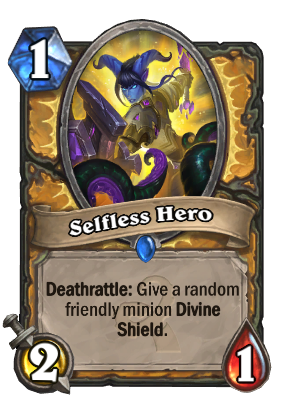 1
Selfless Hero
Deathrattle: Give a random
friendly minion Divine
Shield.
2
1